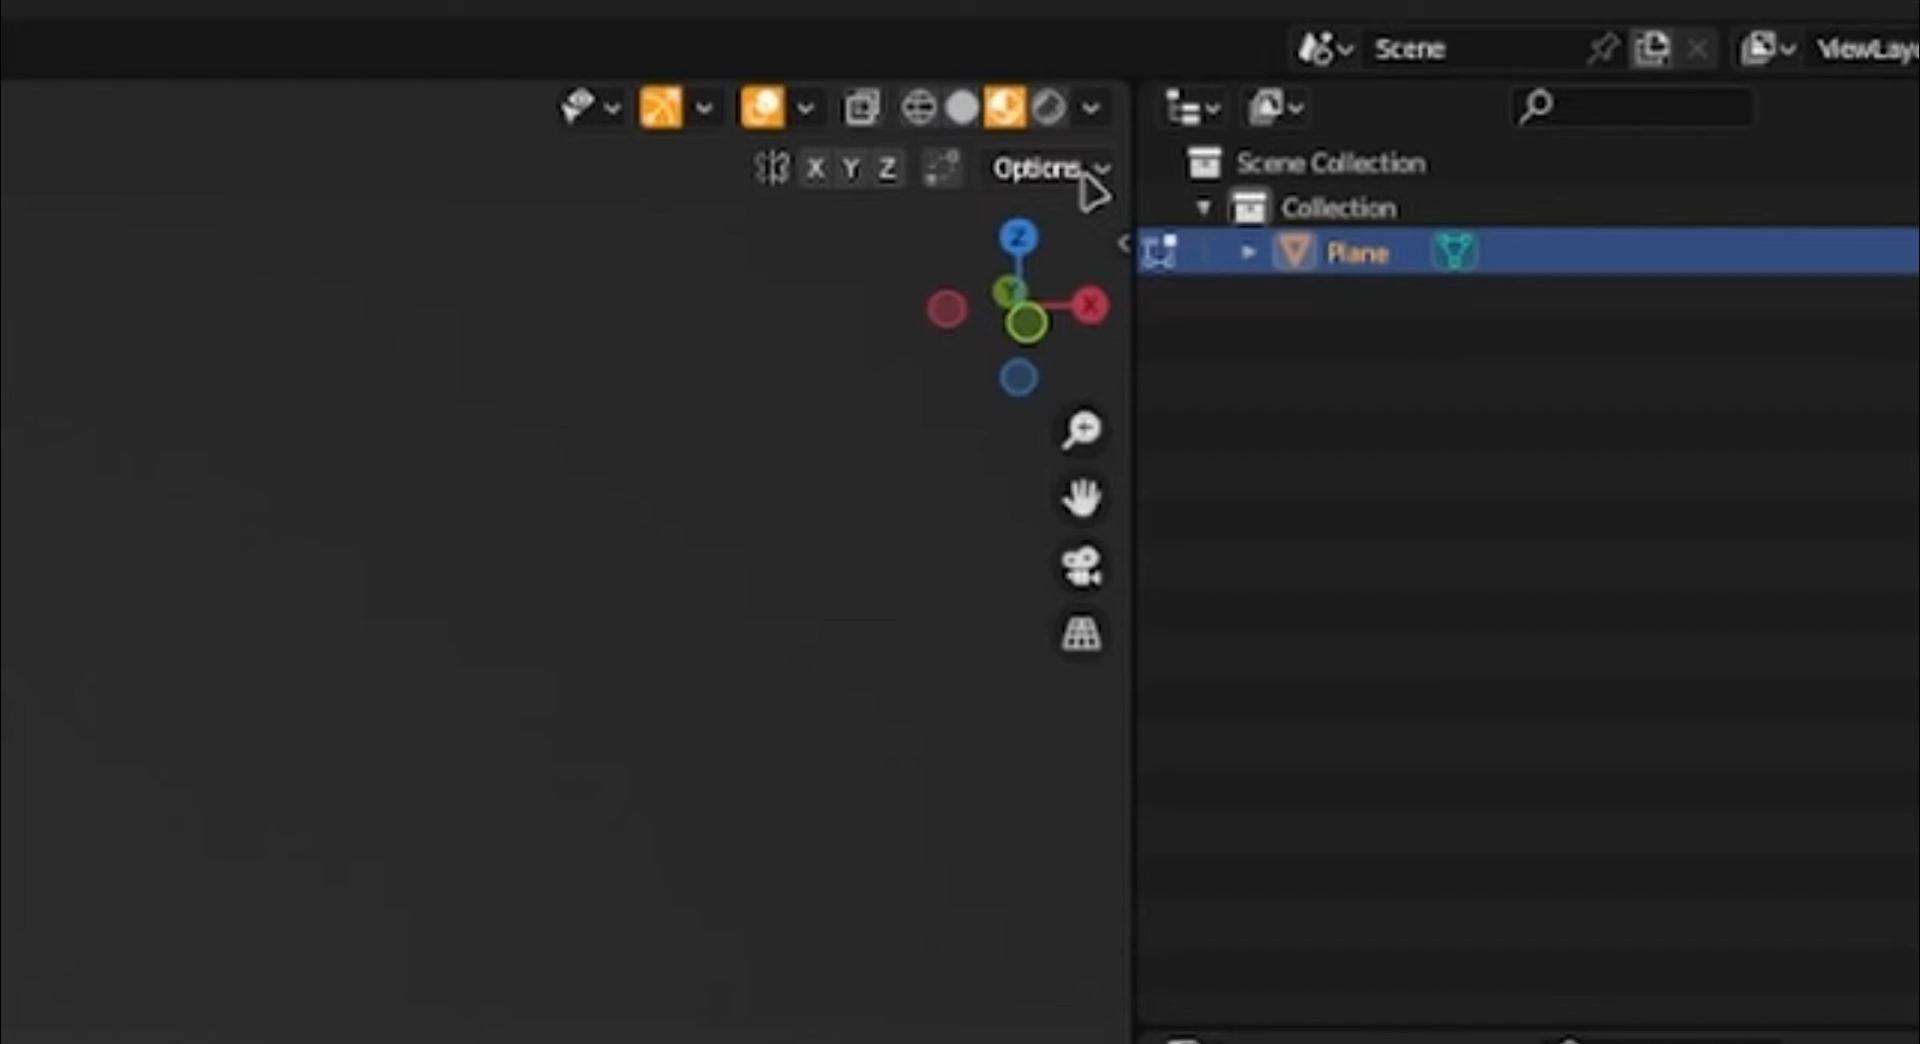 Scene
ViewLay
X Y Z
Options
Scene Collection
Collection
Plane
Z
Y
X